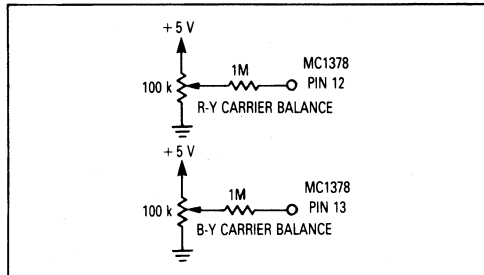 +5 V
1M
MC1378
PIN 12
100 k
R-Y CARRIER BALANCE
+5 V
1M
MC1378
PIN 13
100 k
B-Y CARRIER BALANCE